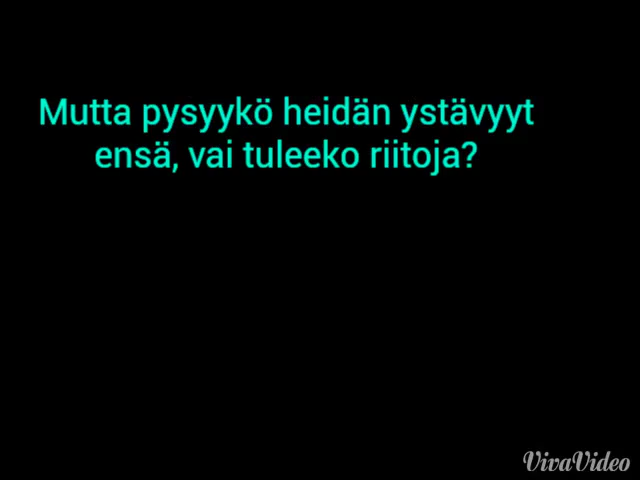 Mutta pysyykö heidän ystävyyt
ensä, vai tuleeko riitoja?
VivaVideo